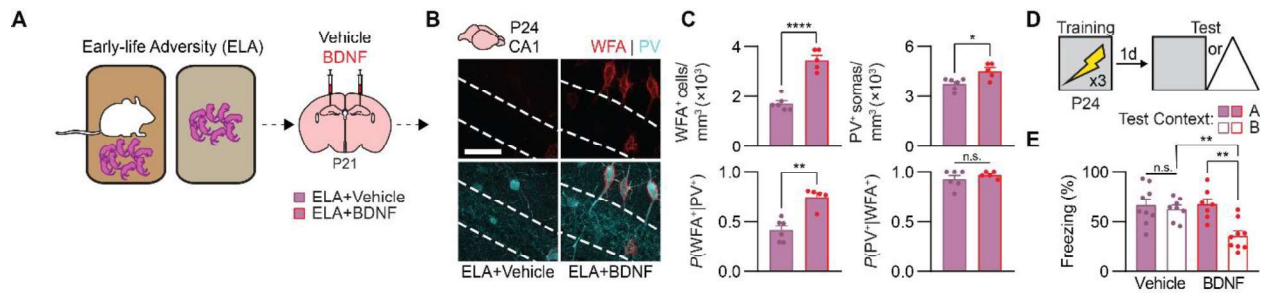 A
Early-life Adversity (ELA)
Vehicle
BDNF
P21
ELA+Vehicle
ELA+BDNF
B
P24
CA1
WFA | PV
ELA+Vehicle
ELA+BDNF
C
WFA⁺ cells/
mm³ (×10³)
4
2
0
****
PV⁺ somas/
mm³ (×10³)
6
3
0
*
P(WFA⁺|PV⁺)
1.0
0.5
0.0
**
P(PV⁺|WFA⁺)
1.0
0.5
0.0
n.s.
D
Training
Test
x3
1d
or
P24
Test Context:
A
B
E
Freezing (%)
100
50
0
n.s.
**
**
Vehicle
BDNF